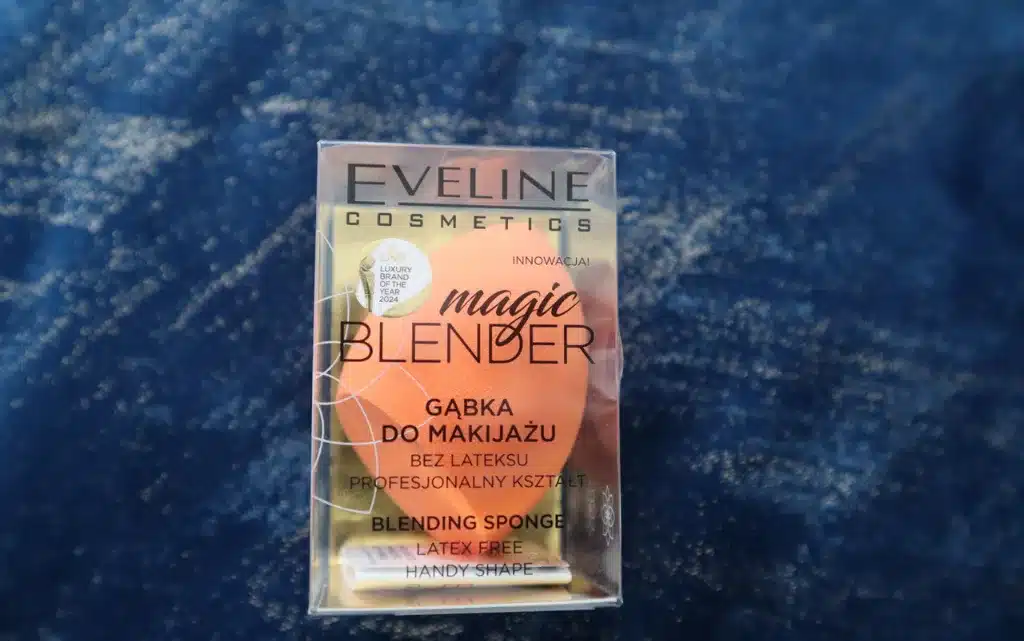 EVELINE
COSMETICS
INNOWACJA!
LUXURY
BRAND
OF THE
YEAR
2024
magic
BLENDER
GĄBKA
DO MAKIJAŻU
BEZ LATEKSU
PROFESJONALNY KSZTAŁT
BLENDING SPONGE
LATEX FREE
HANDY SHAPE